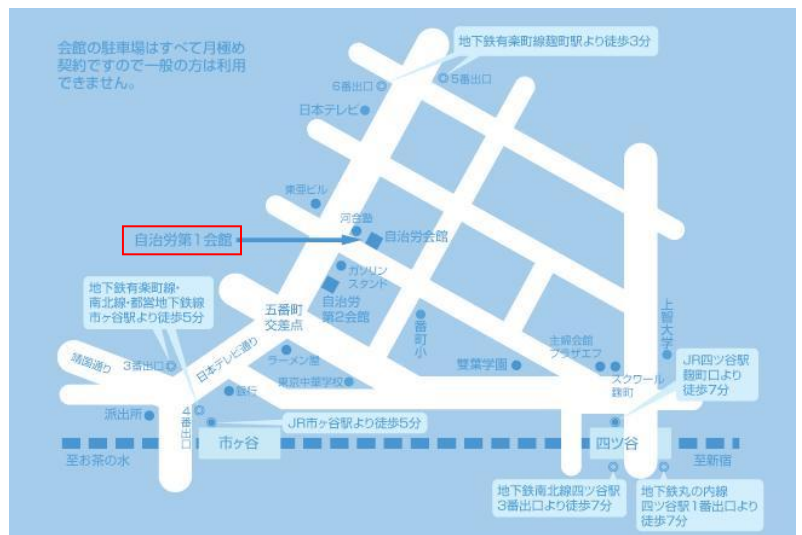 会館の駐車場はすべて月極め
契約ですので一般の方は利用
できません。
地下鉄有楽町線麹町駅より徒歩3分
6番出口
5番出口
日本テレビ
東亜ビル
河合塾
自治労第1会館
自治労会館
ガソリン
スタンド
自治労
第2会館
地下鉄有楽町線・
南北線・都営地下鉄線
市ヶ谷駅より徒歩5分
五番町
交差点
番町小
上智大学
主婦会館
プラザエフ
雙葉学園
スクワール
麹町
JR四ツ谷駅
麹町口より
徒歩7分
靖国通り
3番出口
日本テレビ通り
ラーメン屋
東京中華学校
銀行
派出所
4番出口
JR市ヶ谷駅より徒歩5分
市ヶ谷
四ツ谷
至お茶の水
至新宿
地下鉄南北線四ツ谷駅
3番出口より徒歩7分
地下鉄丸の内線
四ツ谷駅1番出口より
徒歩7分